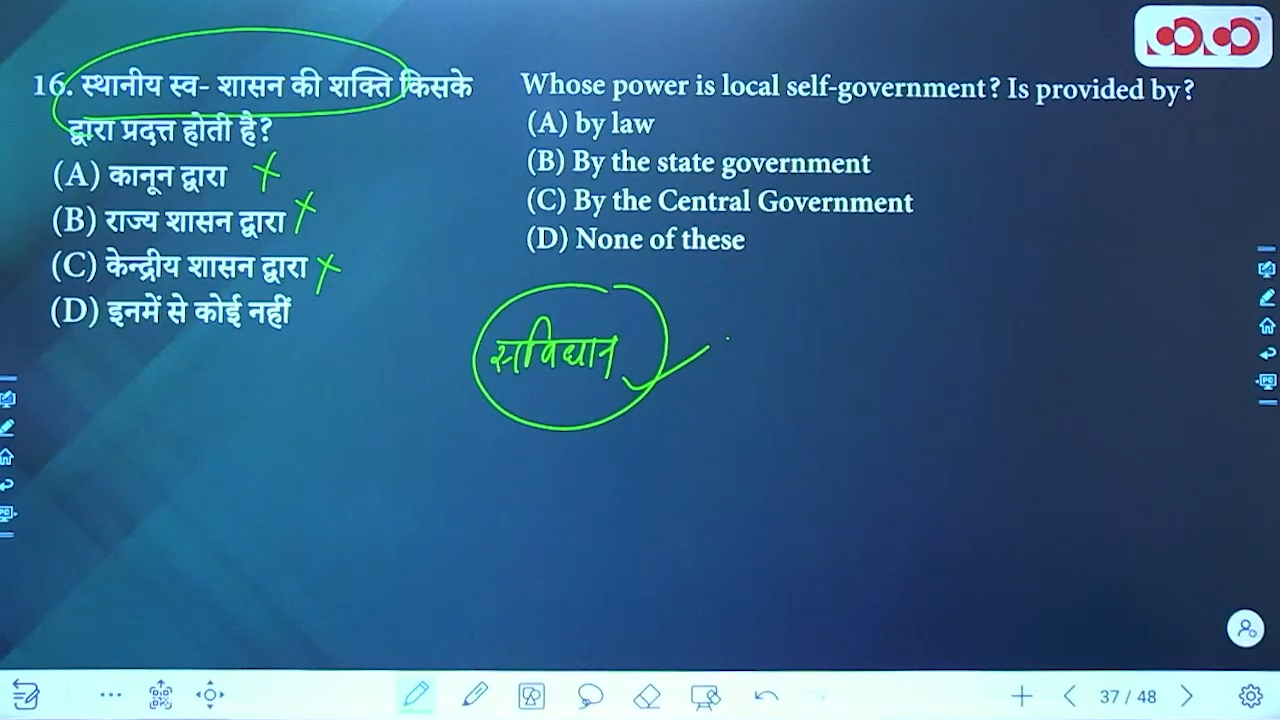 16. स्थानीय स्व- शासन की शक्ति किसके
द्वारा प्रदत्त होती है?
(A) कानून द्वारा
(B) राज्य शासन द्वारा
(C) केन्द्रीय शासन द्वारा
(D) इनमें से कोई नहीं
Whose power is local self-government? Is provided by?
(A) by law
(B) By the state government
(C) By the Central Government
(D) None of these
सविधान
37 / 48